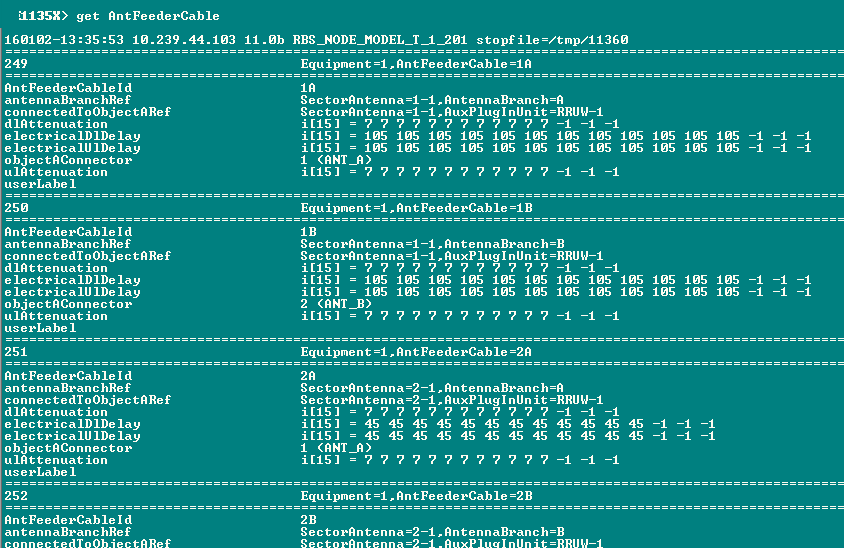 1135X> get AntFeederCable
160102-13:35:53 10.239.44.103 11.0b RBS_NODE_MODEL_T_1_201 stopfile=/tmp/11360
249 Equipment=1,AntFeederCable=1A
AntFeederCableId 1A
antennaBranchRef SectorAntenna=1-1,AntennaBranch=A
connectedToObjectARef SectorAntenna=1-1,AuxPlugInUnit=RRUW-1
dlAttenuation i[15] = 7 7 7 7 7 7 7 7 7 7 7 7 -1 -1 -1
electricalDlDelay i[15] = 105 105 105 105 105 105 105 105 105 105 105 105 -1 -1 -1
electricalUlDelay i[15] = 105 105 105 105 105 105 105 105 105 105 105 105 -1 -1 -1
objectAConnector 1 (ANT_A)
ulAttenuation i[15] = 7 7 7 7 7 7 7 7 7 7 7 7 -1 -1 -1
userLabel
250 Equipment=1,AntFeederCable=1B
AntFeederCableId 1B
antennaBranchRef SectorAntenna=1-1,AntennaBranch=B
connectedToObjectARef SectorAntenna=1-1,AuxPlugInUnit=RRUW-1
dlAttenuation i[15] = 7 7 7 7 7 7 7 7 7 7 7 7 -1 -1 -1
electricalDlDelay i[15] = 105 105 105 105 105 105 105 105 105 105 105 105 -1 -1 -1
electricalUlDelay i[15] = 105 105 105 105 105 105 105 105 105 105 105 105 -1 -1 -1
objectAConnector 2 (ANT_B)
ulAttenuation i[15] = 7 7 7 7 7 7 7 7 7 7 7 7 -1 -1 -1
userLabel
251 Equipment=1,AntFeederCable=2A
AntFeederCableId 2A
antennaBranchRef SectorAntenna=2-1,AntennaBranch=A
connectedToObjectARef SectorAntenna=2-1,AuxPlugInUnit=RRUW-1
dlAttenuation i[15] = 7 7 7 7 7 7 7 7 7 7 7 7 -1 -1 -1
electricalDlDelay i[15] = 45 45 45 45 45 45 45 45 45 45 45 45 -1 -1 -1
electricalUlDelay i[15] = 45 45 45 45 45 45 45 45 45 45 45 45 -1 -1 -1
objectAConnector 1 (ANT_A)
ulAttenuation i[15] = 7 7 7 7 7 7 7 7 7 7 7 7 -1 -1 -1
userLabel
252 Equipment=1,AntFeederCable=2B
AntFeederCableId 2B
antennaBranchRef SectorAntenna=2-1,AntennaBranch=B
connectedToObjectARef SectorAntenna=2-1,AuxPlugInUnit=RRUW-1